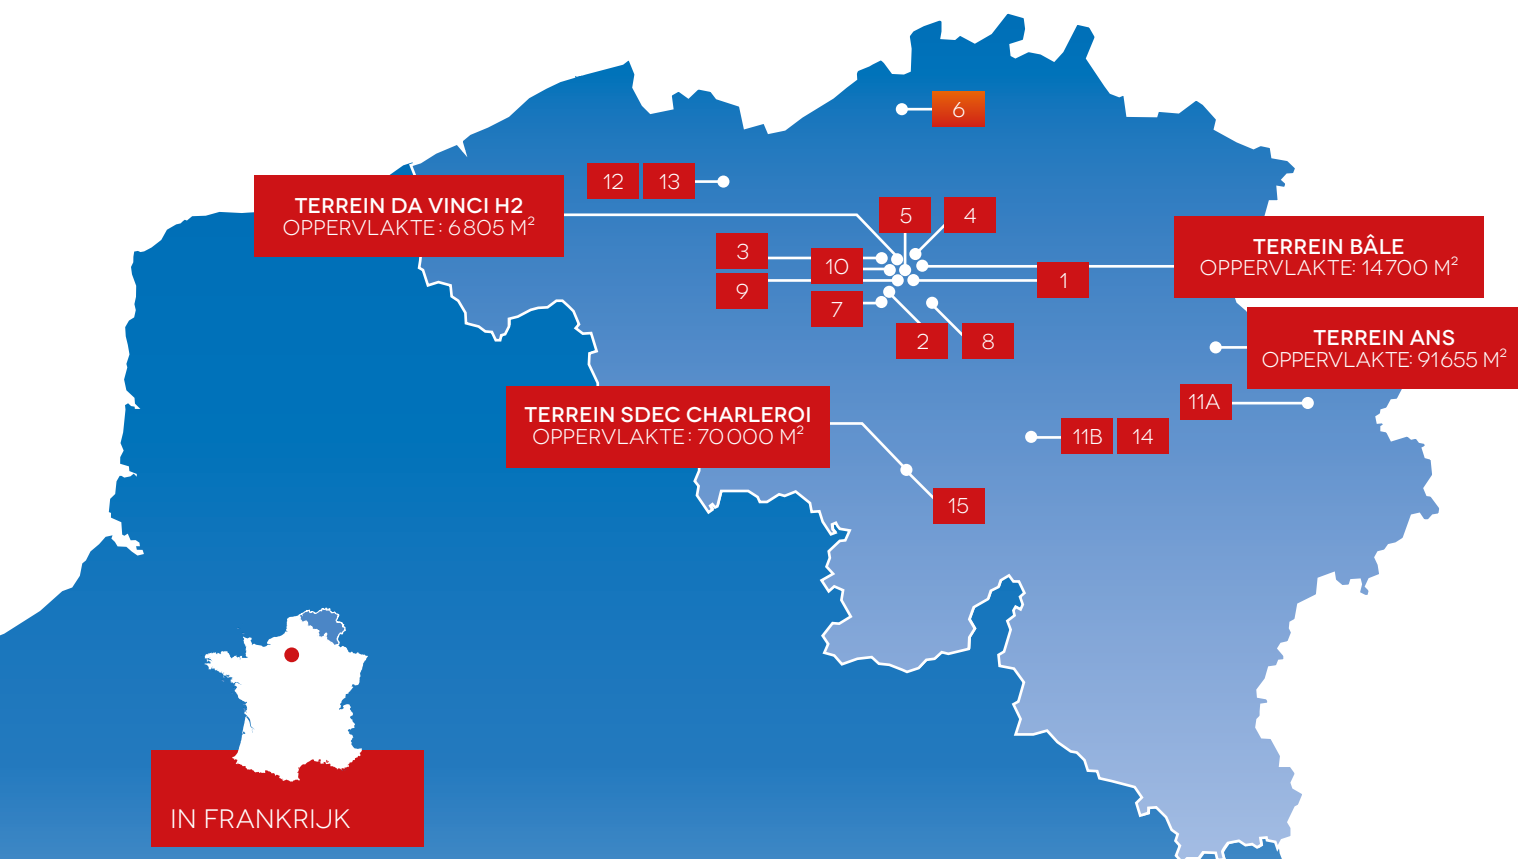 6
12 13
TERREIN DA VINCI H2
OPPERVLAKTE: 6805 M²
5 4
3
10
9
7
1
2 8
TERREIN BÂLE
OPPERVLAKTE: 14700 M²
TERREIN ANS
OPPERVLAKTE: 91655 M²
11A
TERREIN SDEC CHARLEROI
OPPERVLAKTE: 70000 M²
11B 14
15
IN FRANKRIJK